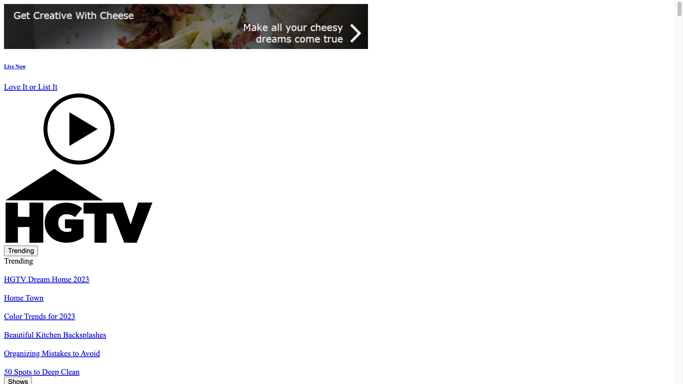 Get Creative With Cheese
Make all your cheesy
dreams come true
Live Now
Love It or List It
HGTV
Trending
Trending
HGTV Dream Home 2023
Home Town
Color Trends for 2023
Beautiful Kitchen Backsplashes
Organizing Mistakes to Avoid
50 Spots to Deep Clean
Shows